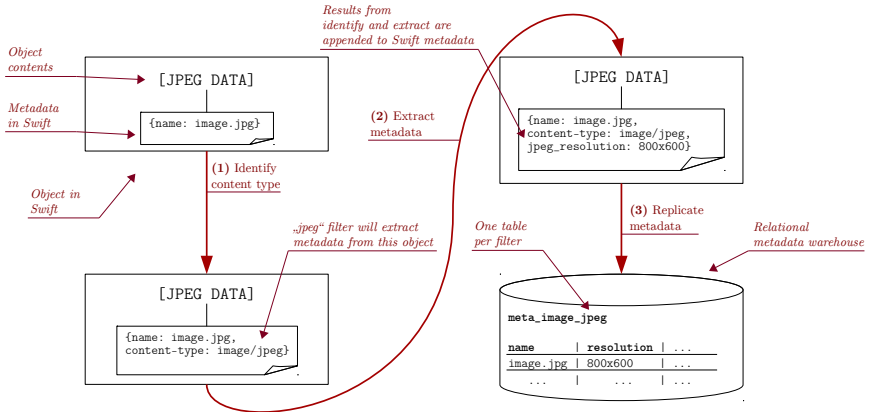 Object
contents
[JPEG DATA]
Metadata
in Swift
{name: image.jpg}
Object in
Swift
(1) Identify
content type
„jpeg“ filter will extract
metadata from this object
[JPEG DATA]
{name: image.jpg,
content-type: image/jpeg}
(2) Extract
metadata
Results from
identify and extract are
appended to Swift metadata
[JPEG DATA]
{name: image.jpg,
content-type: image/jpeg,
jpeg_resolution: 800x600}
(3) Replicate
metadata
One table
per filter
Relational
metadata warehouse
meta_image_jpeg
name | resolution | ...
image.jpg | 800x600 | ...
... | ... | ...